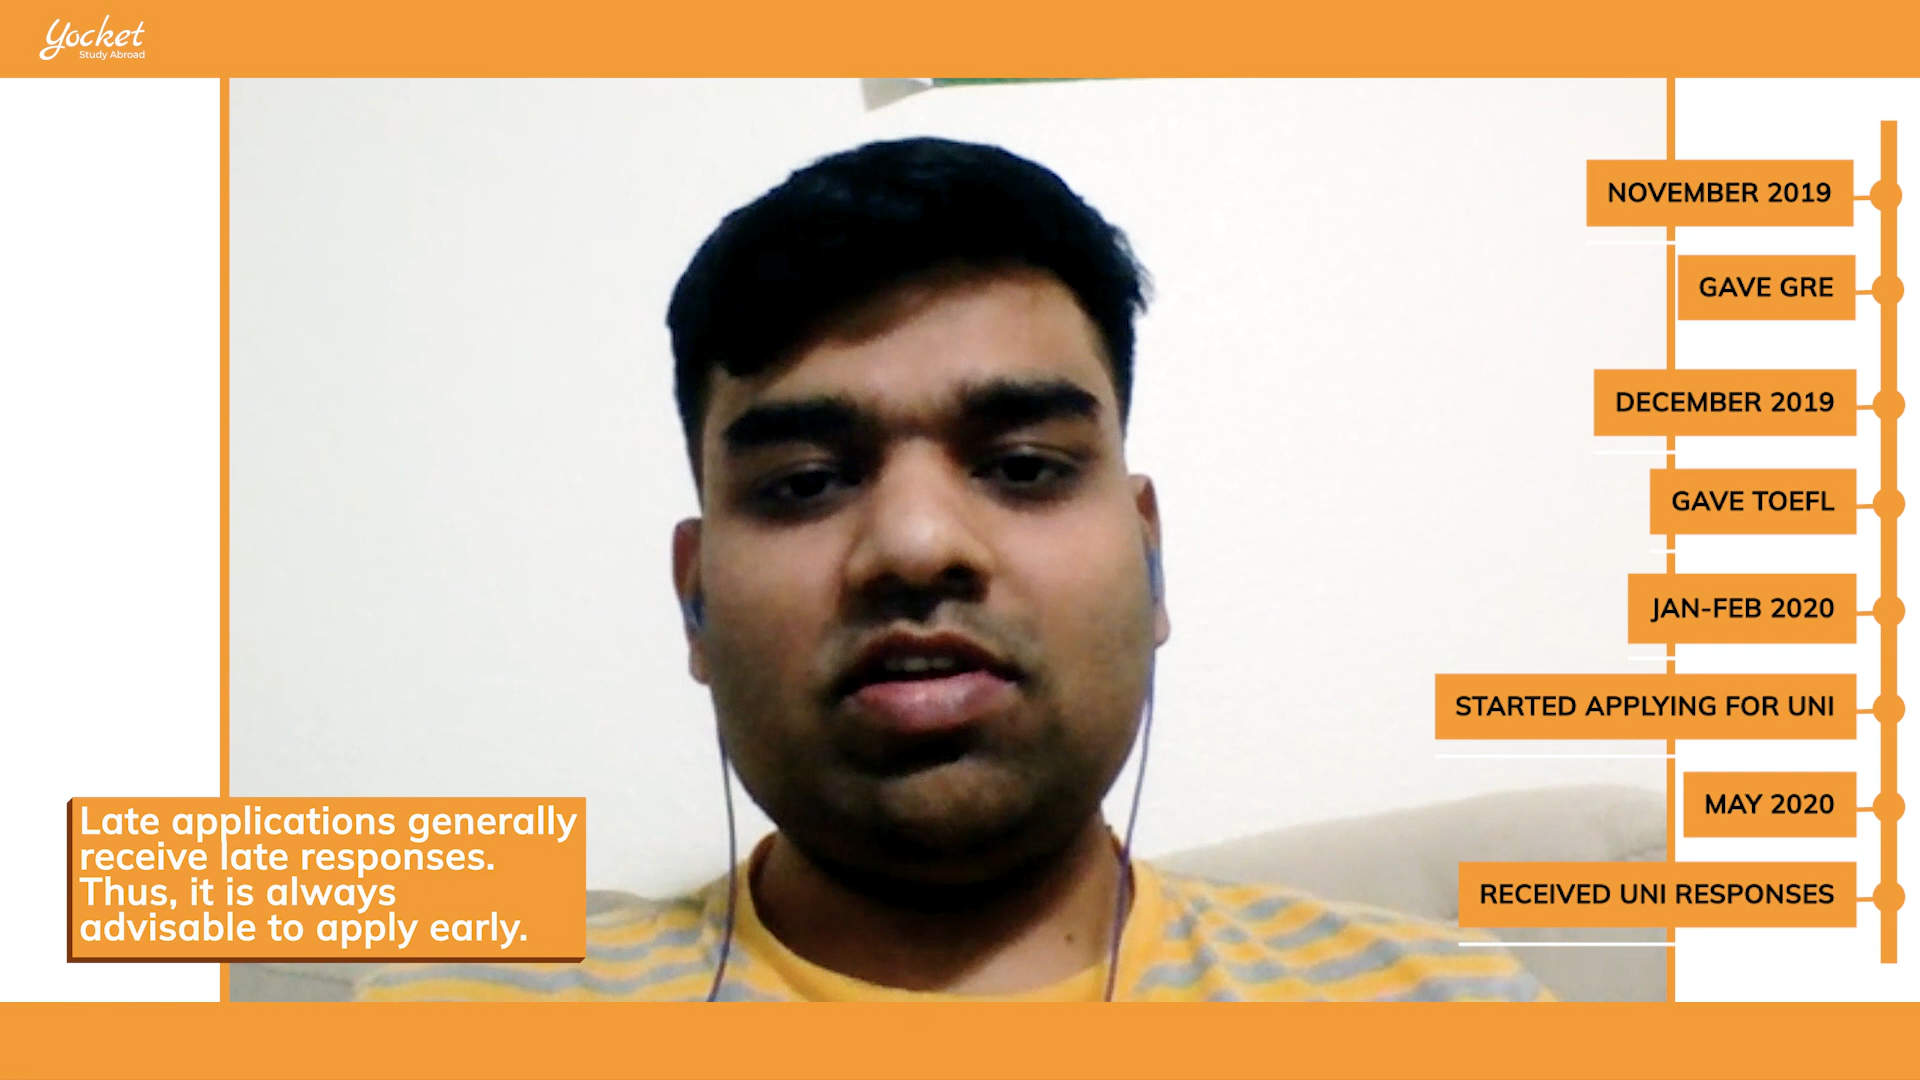 Yocket
Study Abroad
NOVEMBER 2019
GAVE GRE
DECEMBER 2019
GAVE TOEFL
JAN-FEB 2020
STARTED APPLYING FOR UNI
MAY 2020
RECEIVED UNI RESPONSES
Late applications generally
receive late responses.
Thus, it is always
advisable to apply early.